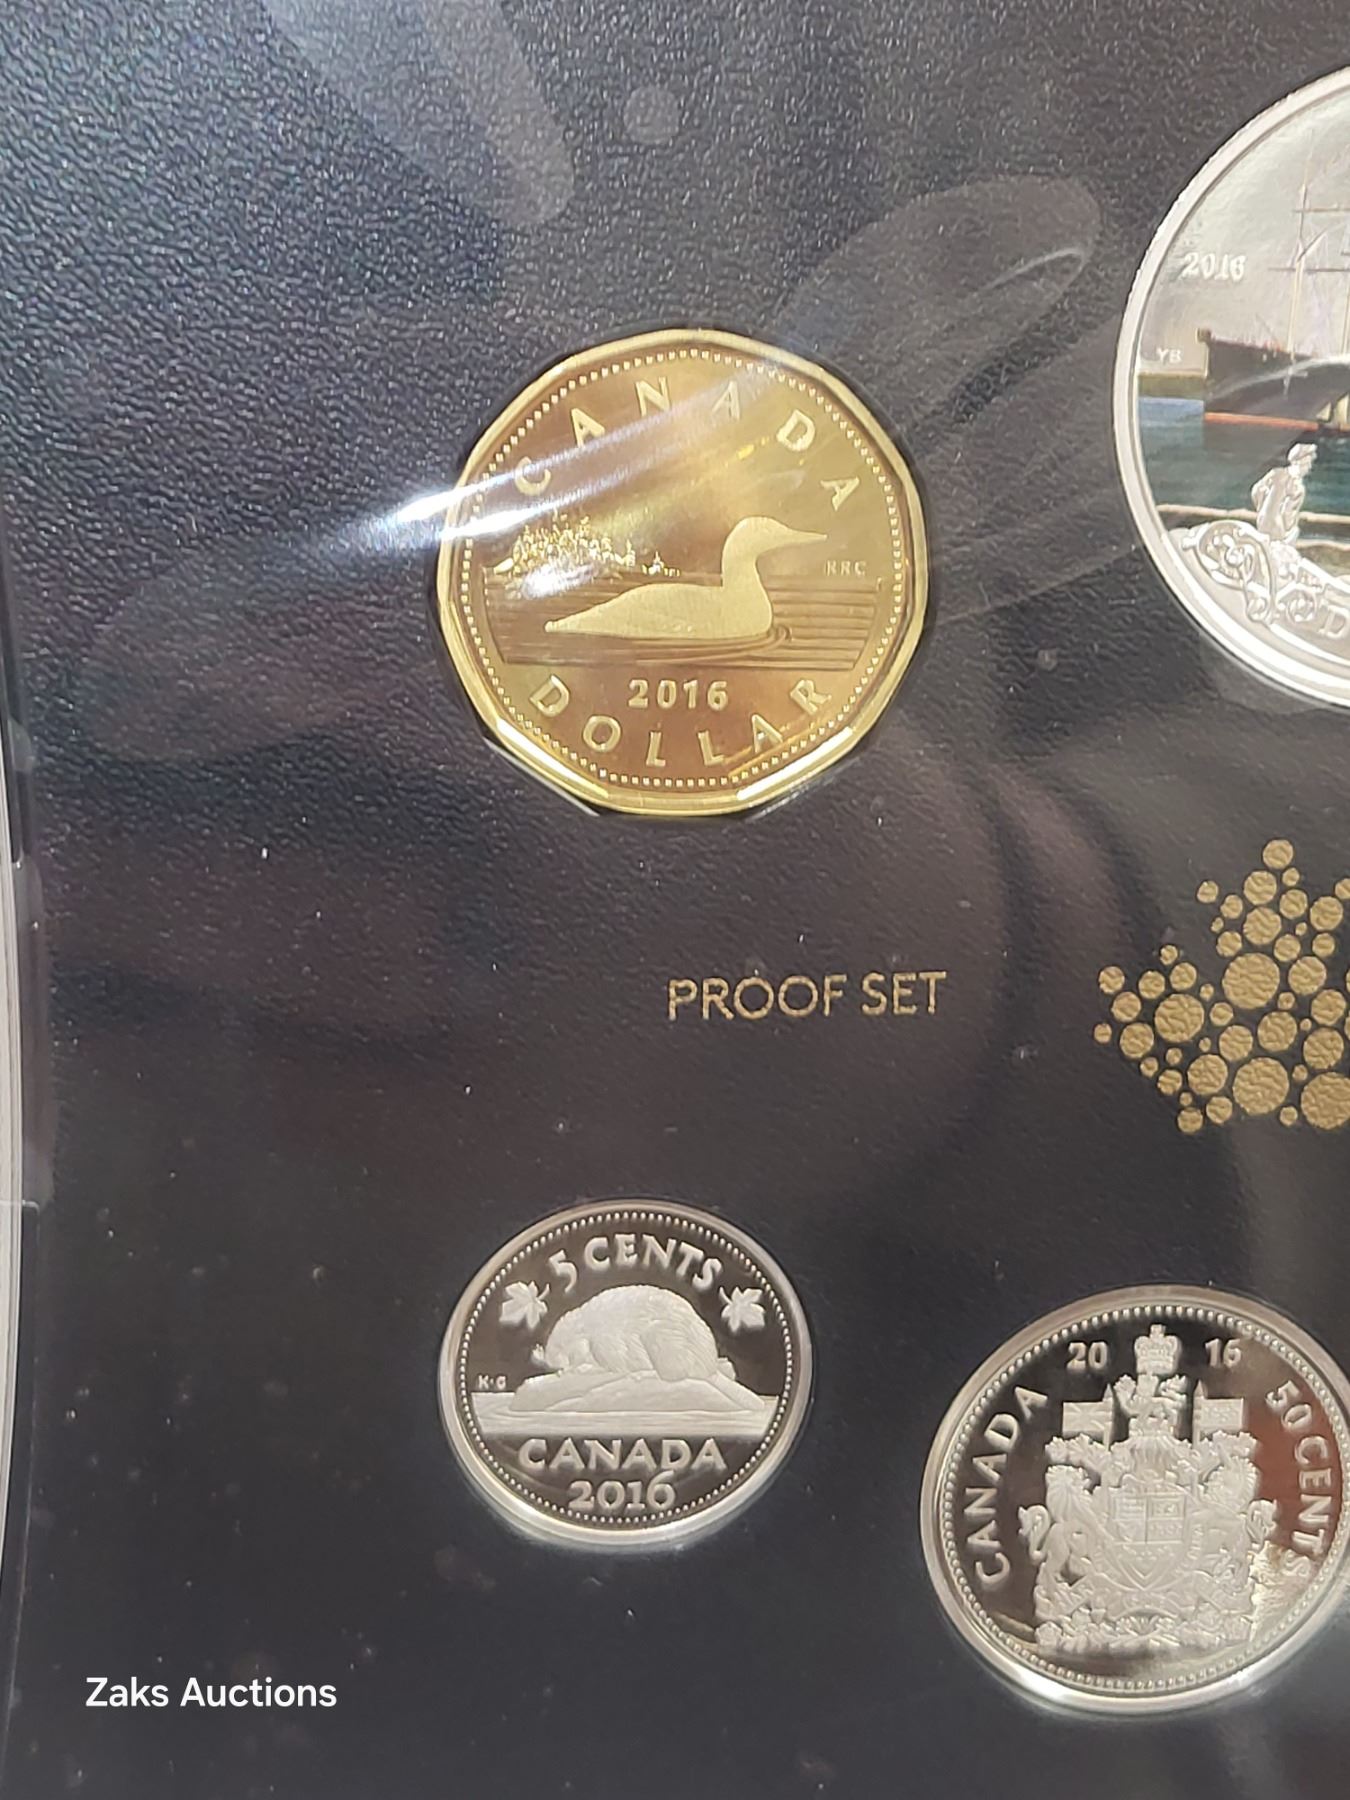 CANADA
RRC
2016
DOLLAR
2016
YB
PROOF SET
5 CENTS
K·G
CANADA
2016
20 16
CANADA
50 CENTS
Zaks Auctions